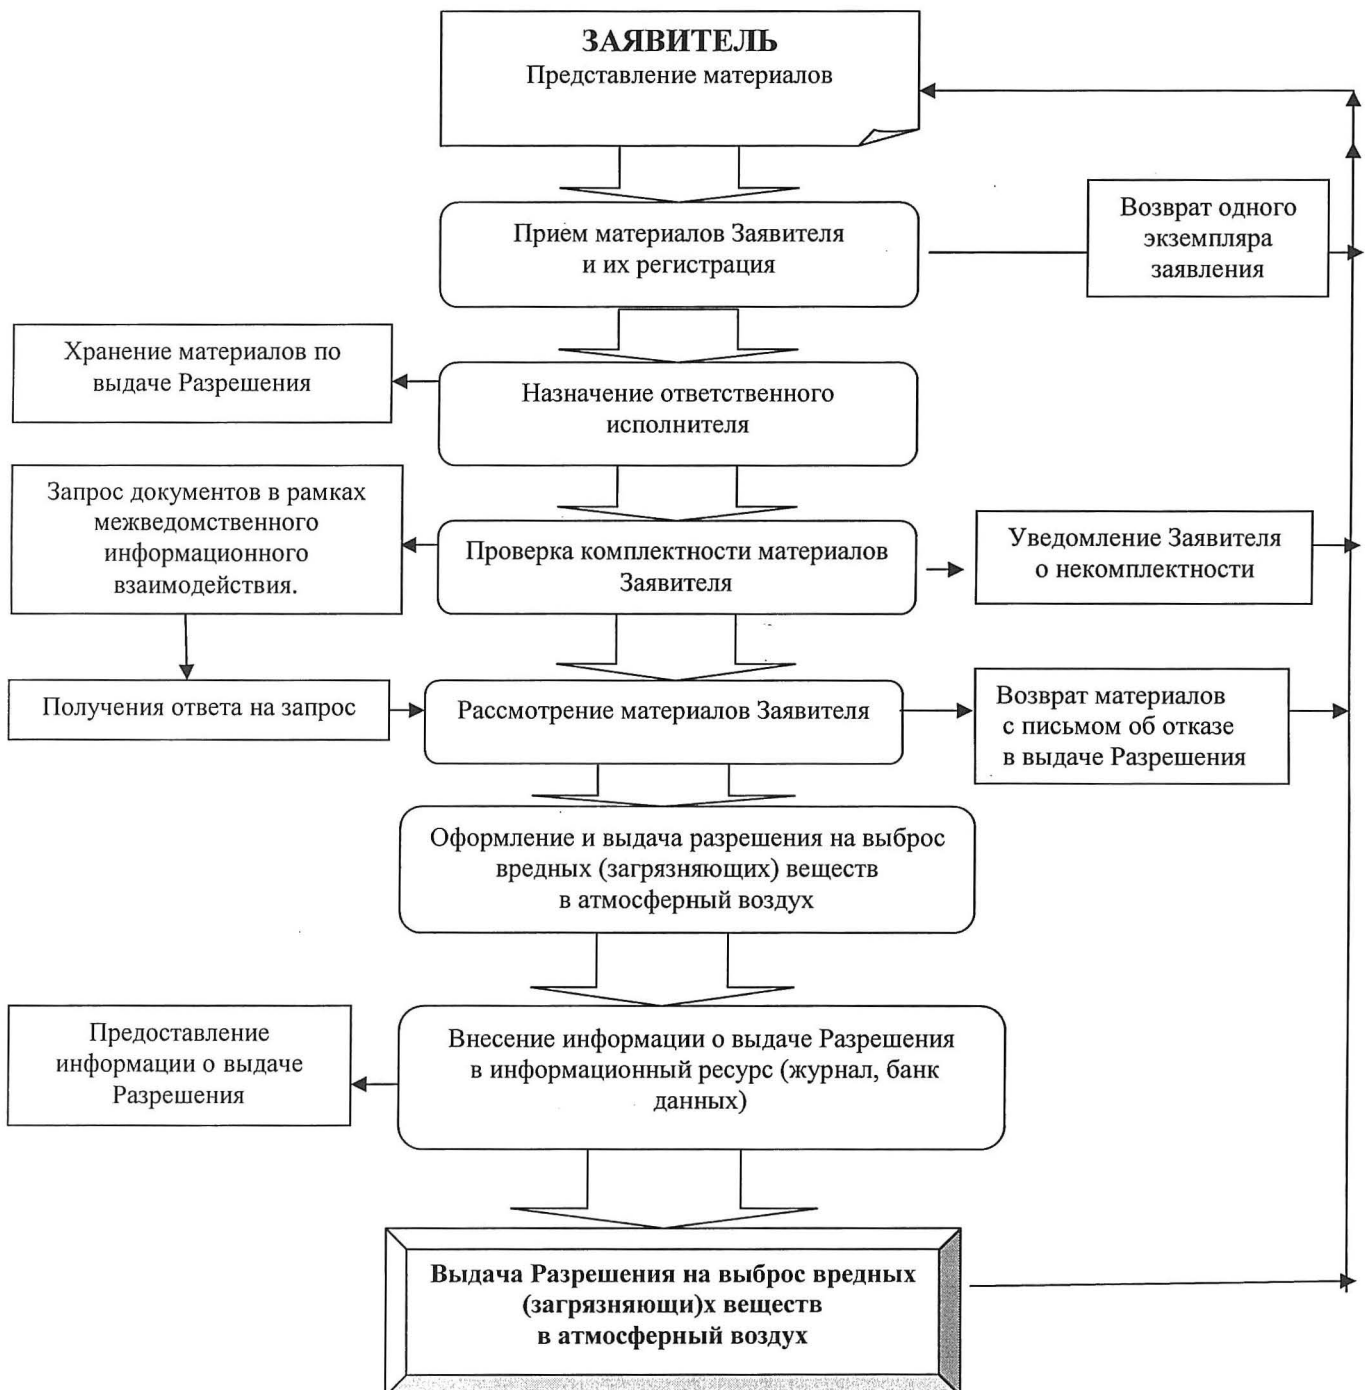 ЗАЯВИТЕЛЬ
Представление материалов
Прием материалов Заявителя
и их регистрация
Возврат одного
экземпляра
заявления
Хранение материалов по
выдаче Разрешения
Назначение ответственного
исполнителя
Запрос документов в рамках
межведомственного
информационного
взаимодействия.
Проверка комплектности материалов
Заявителя
Уведомление Заявителя
о некомплектности
Получения ответа на запрос
Рассмотрение материалов Заявителя
Возврат материалов
с письмом об отказе
в выдаче Разрешения
Оформление и выдача разрешения на выброс
вредных (загрязняющих) веществ
в атмосферный воздух
Предоставление
информации о выдаче
Разрешения
Внесение информации о выдаче Разрешения
в информационный ресурс (журнал, банк
данных)
Выдача Разрешения на выброс вредных
(загрязняющи)х веществ
в атмосферный воздух